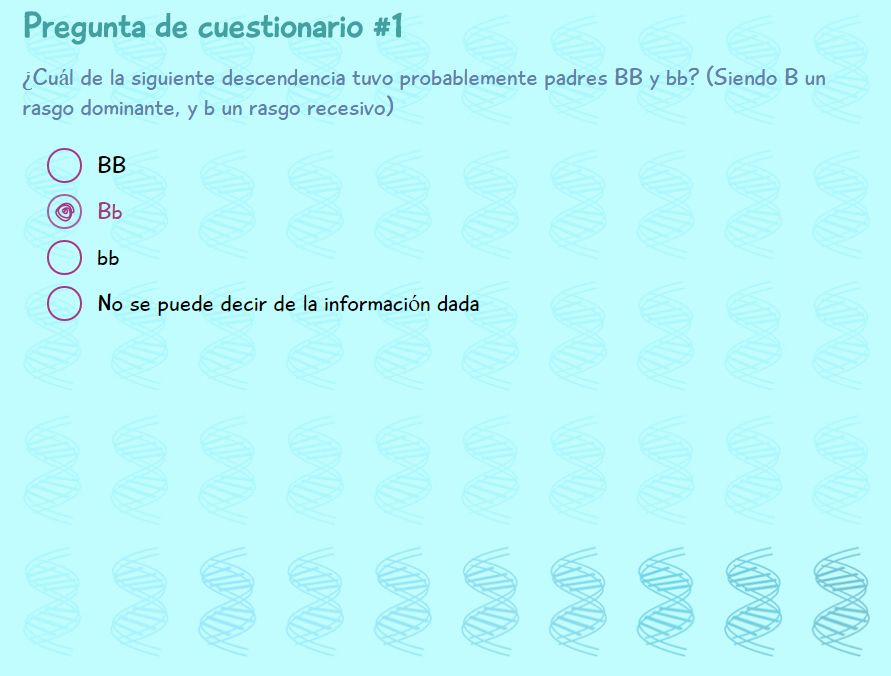 Pregunta de cuestionario #1
¿Cuál de la siguiente descendencia tuvo probablemente padres BB y bb? (Siendo B un
rasgo dominante, y b un rasgo recesivo)
BB
Bb
bb
No se puede decir de la información dada